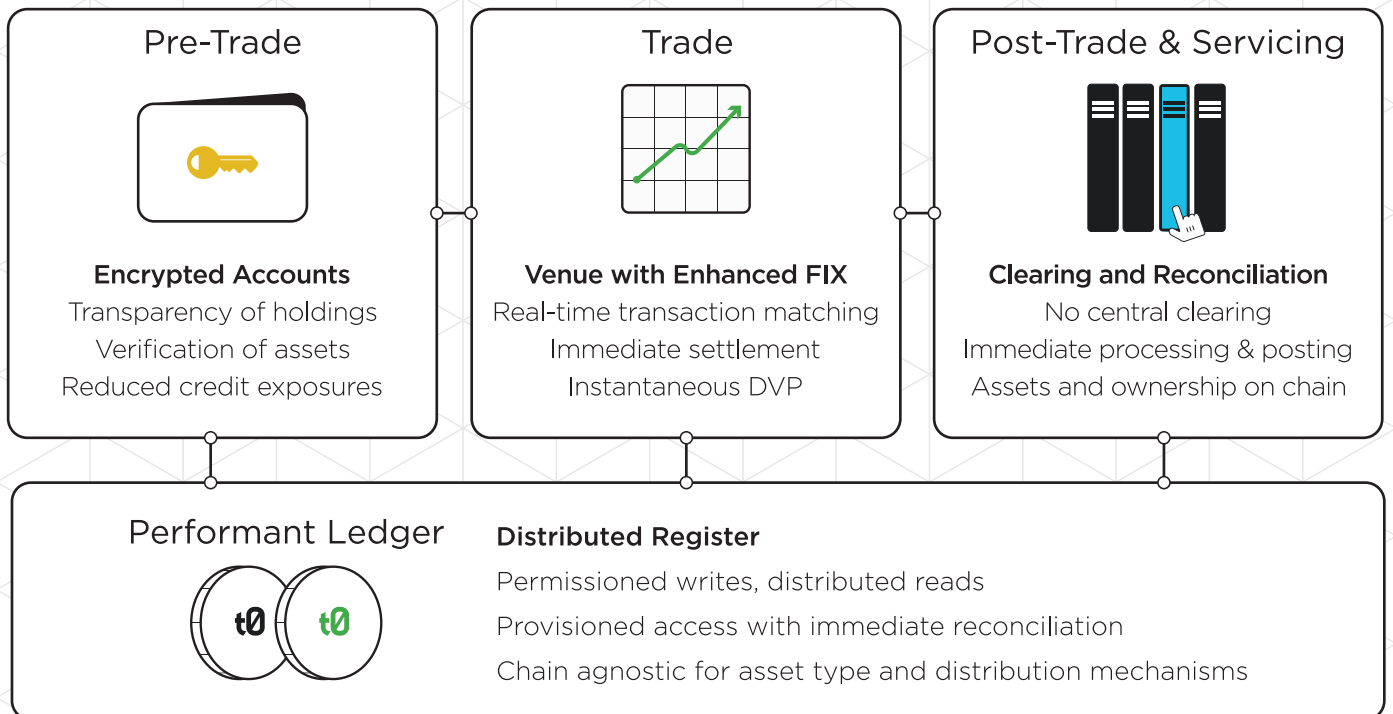 Pre-Trade
Encrypted Accounts
Transparency of holdings
Verification of assets
Reduced credit exposures
Trade
Venue with Enhanced FIX
Real-time transaction matching
Immediate settlement
Instantaneous DVP
Post-Trade & Servicing
Clearing and Reconciliation
No central clearing
Immediate processing & posting
Assets and ownership on chain
Performant Ledger
t0 t0
Distributed Register
Permissioned writes, distributed reads
Provisioned access with immediate reconciliation
Chain agnostic for asset type and distribution mechanisms